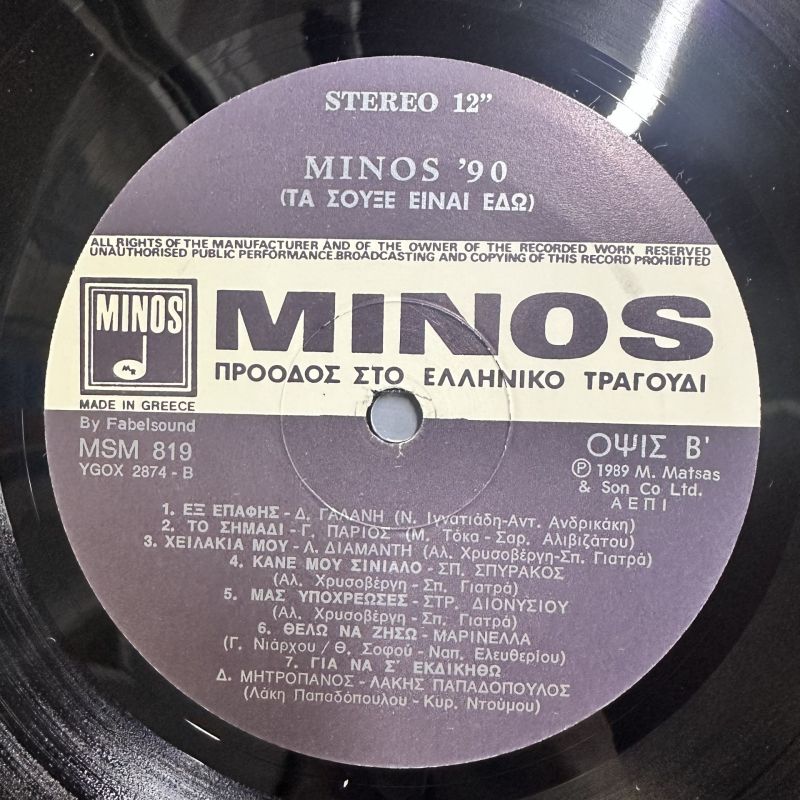 STEREO 12”
MINOS '90
(ΤΑ ΣΟΥΞΕ ΕΙΝΑΙ ΕΔΩ)
ALL RIGHTS OF THE MANUFACTURER AND OF THE OWNER OF THE RECORDED WORK RESERVED
UNAUTHORISED PUBLIC PERFORMANCE.BROADCASTING AND COPYING OF THIS RECORD PROHIBITED
MINOS
MR
MINOS
ΠΡΟΟΔΟΣ ΣΤΟ ΕΛΛΗΝΙΚΟ ΤΡΑΓΟΥΔΙ
MADE IN GREECE
By Fabelsound
MSM 819
YGOX 2874 - B
ΟΨΙΣ Β'
℗ 1989 M. Matsas
& Son Co Ltd.
ΑΕΠΙ
1. ΕΞ ΕΠΑΦΗΣ - Δ. ΓΑΛΑΝΗ (Ν. Ιγνατιάδη-Αντ. Ανδρικάκη)
2. ΤΟ ΣΗΜΑΔΙ - Γ. ΠΑΡΙΟΣ (Μ. Τόκα - Σαρ. Αλιβιζάτου)
3. ΧΕΙΛΑΚΙΑ ΜΟΥ - Λ. ΔΙΑΜΑΝΤΗ (Αλ. Χρυσοβέργη-Σπ. Γιατρά)
4. ΚΑΝΕ ΜΟΥ ΣΙΝΙΑΛΟ - ΣΠ. ΣΠΥΡΑΚΟΣ
(Αλ. Χρυσοβέργη - Σπ. Γιατρά)
5. ΜΑΣ ΥΠΟΧΡΕΩΣΕΣ - ΣΤΡ. ΔΙΟΝΥΣΙΟΥ
(Αλ. Χρυσοβέργη - Σπ. Γιατρά)
6. ΘΕΛΩ ΝΑ ΖΗΣΩ - ΜΑΡΙΝΕΛΛΑ
(Γ. Νιάρχου / Θ. Σοφού - Ναπ. Ελευθερίου)
7. ΓΙΑ ΝΑ Σ' ΕΚΔΙΚΗΘΩ
Δ. ΜΗΤΡΟΠΑΝΟΣ - ΛΑΚΗΣ ΠΑΠΑΔΟΠΟΥΛΟΣ
(Λάκη Παπαδόπουλου - Κυρ. Ντούμου)